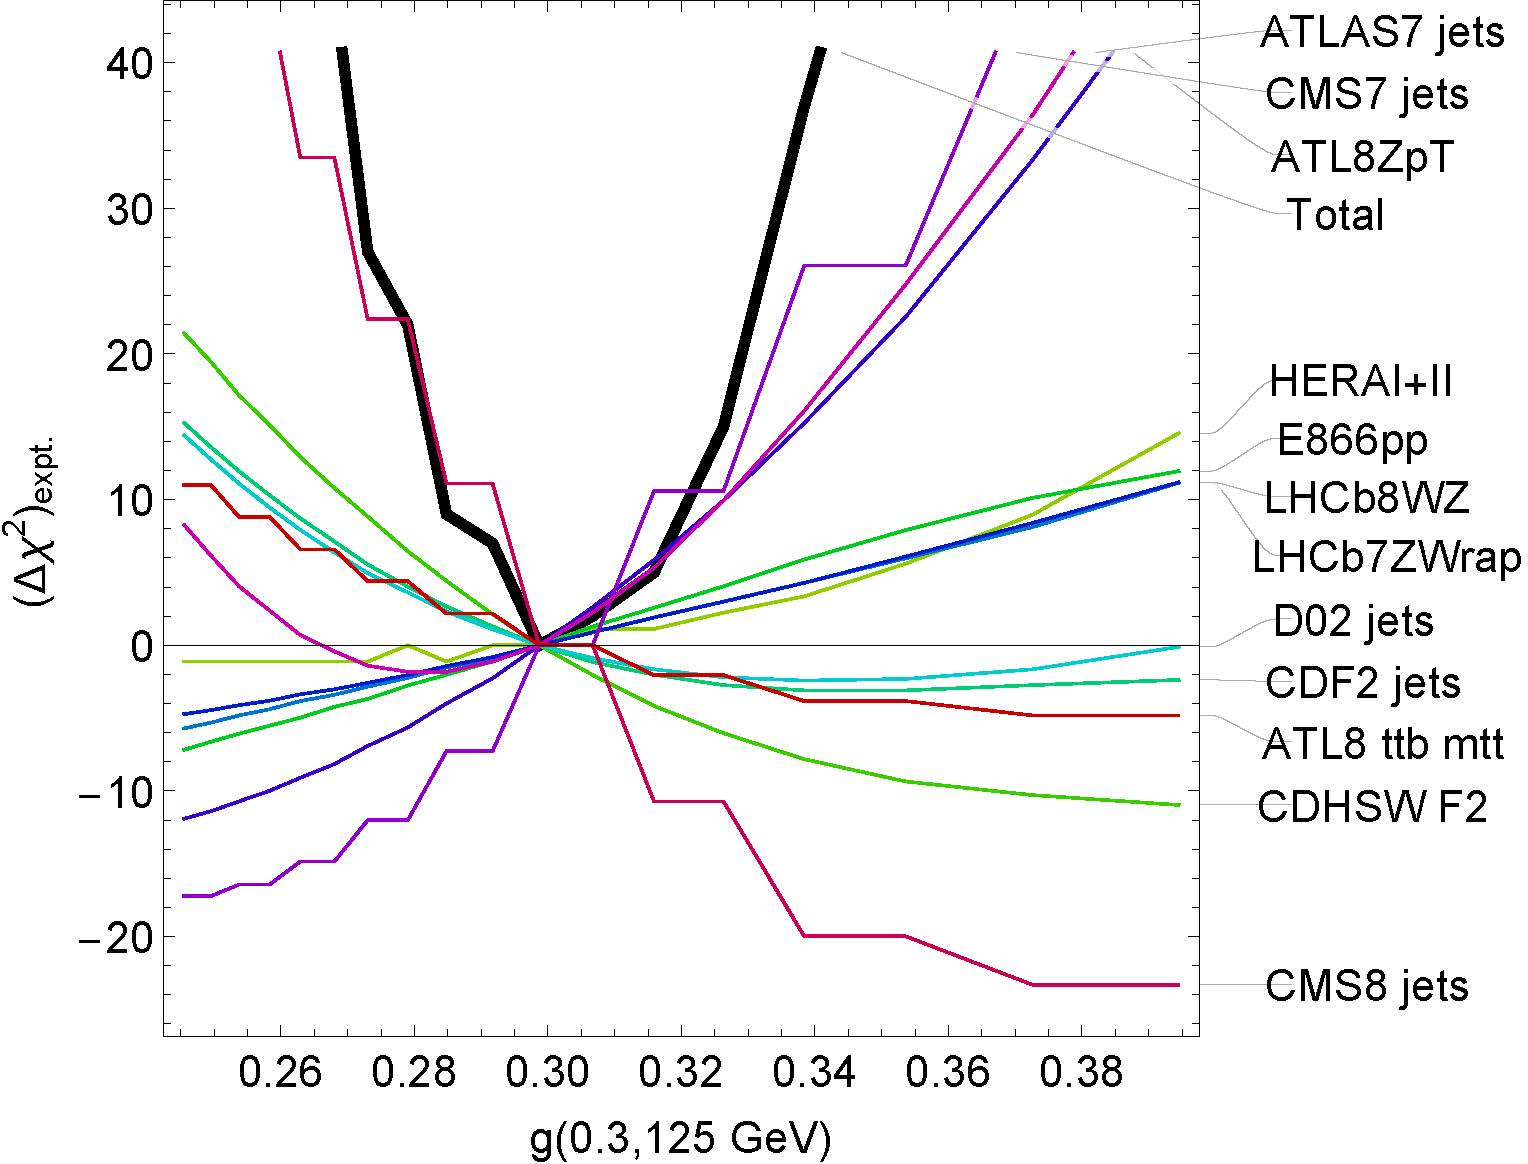 40
30
20
10
0
−10
−20
(Δχ²)expt.
0.26 0.28 0.30 0.32 0.34 0.36 0.38
g(0.3,125 GeV)
ATLAS7 jets
CMS7 jets
ATL8ZpT
Total
HERAI+II
E866pp
LHCb8WZ
LHCb7ZWrap
D02 jets
CDF2 jets
ATL8 ttb mtt
CDHSW F2
CMS8 jets